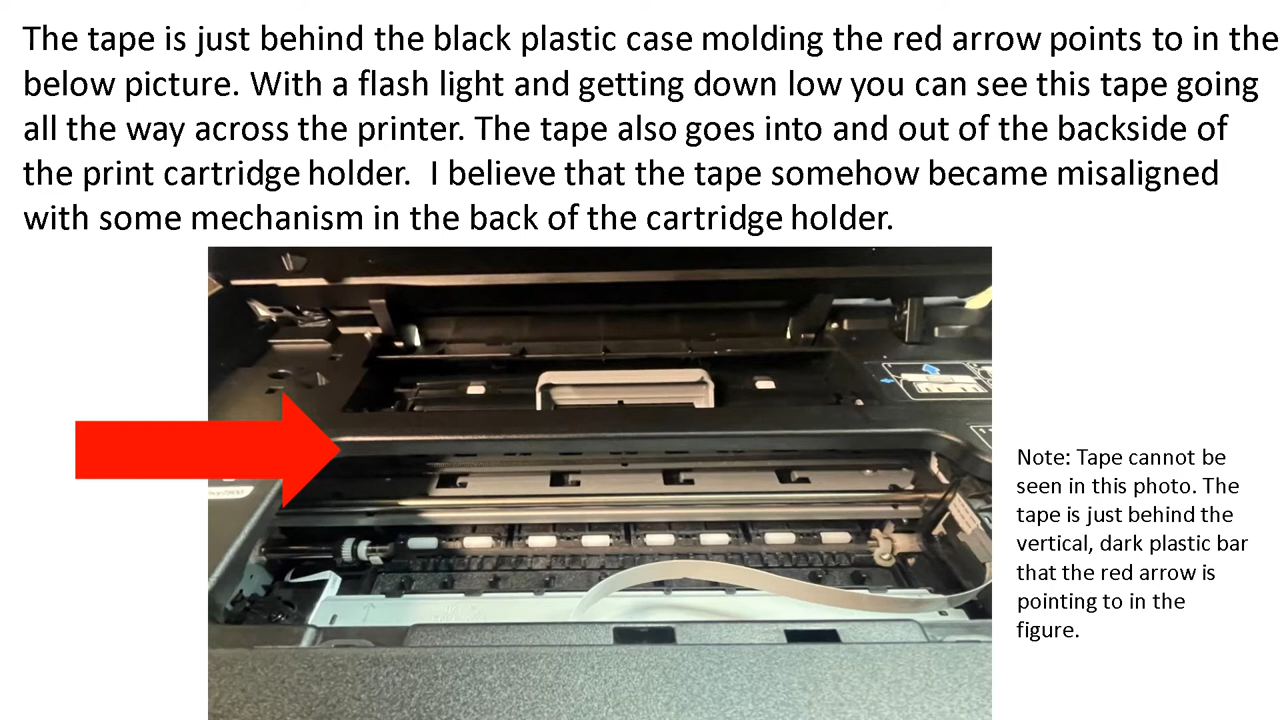 The tape is just behind the black plastic case molding the red arrow points to in the
below picture. With a flash light and getting down low you can see this tape going
all the way across the printer. The tape also goes into and out of the backside of
the print cartridge holder.  I believe that the tape somehow became misaligned
with some mechanism in the back of the cartridge holder.
Note: Tape cannot be
seen in this photo. The
tape is just behind the
vertical, dark plastic bar
that the red arrow is
pointing to in the
figure.